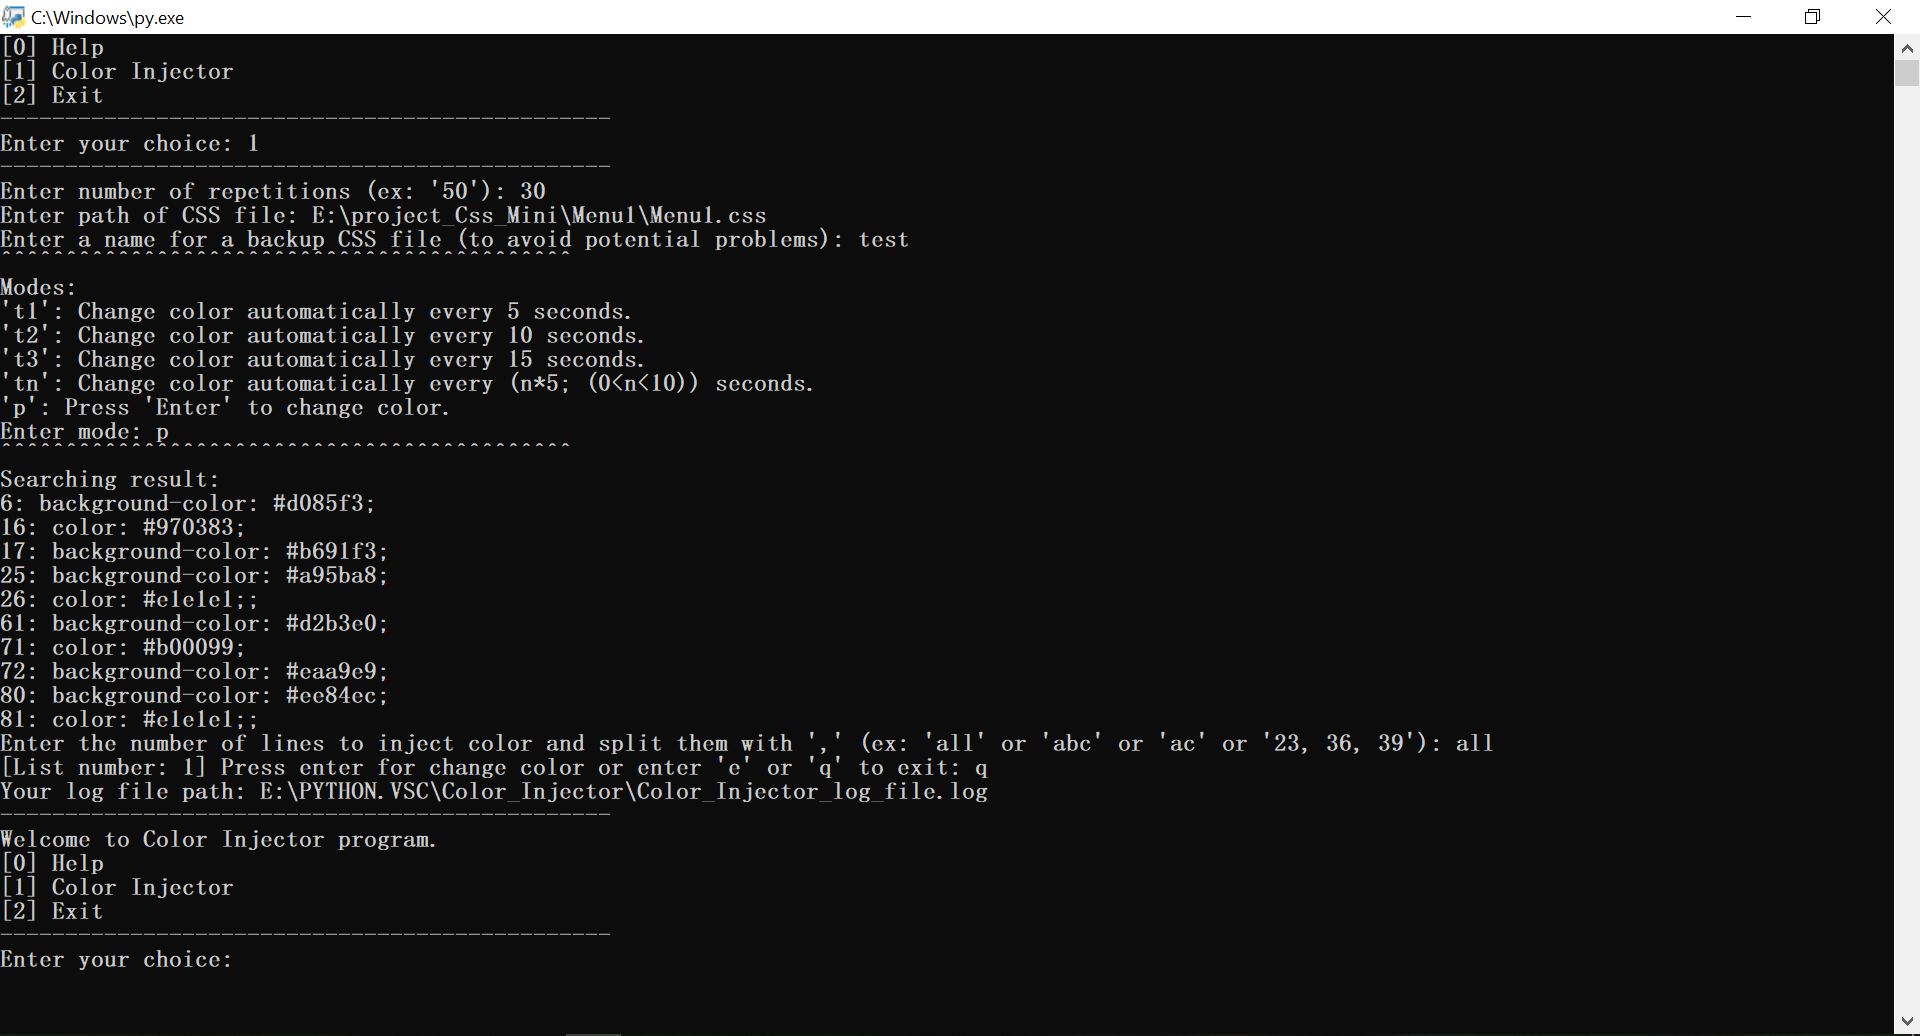 C:\Windows\py.exe
[0] Help
[1] Color Injector
[2] Exit
-----------------------------------------------
Enter your choice: 1
-----------------------------------------------
Enter number of repetitions (ex: '50'): 30
Enter path of CSS file: E:\project_Css_Mini\Menu1\Menu1.css
Enter a name for a backup CSS file (to avoid potential problems): test
^^^^^^^^^^^^^^^^^^^^^^^^^^^^^^^^^^^^^^^^^^^^
Modes:
't1': Change color automatically every 5 seconds.
't2': Change color automatically every 10 seconds.
't3': Change color automatically every 15 seconds.
'tn': Change color automatically every (n*5; (0<n<10)) seconds.
'p': Press 'Enter' to change color.
Enter mode: p
^^^^^^^^^^^^^^^^^^^^^^^^^^^^^^^^^^^^^^^^^^^^
Searching result:
6: background-color: #d085f3;
16: color: #970383;
17: background-color: #b691f3;
25: background-color: #a95ba8;
26: color: #e1e1e1;;
61: background-color: #d2b3e0;
71: color: #b00099;
72: background-color: #eaa9e9;
80: background-color: #ee84ec;
81: color: #e1e1e1;;
Enter the number of lines to inject color and split them with ',' (ex: 'all' or 'abc' or 'ac' or '23, 36, 39'): all
[List number: 1] Press enter for change color or enter 'e' or 'q' to exit: q
Your log file path: E:\PYTHON.VSC\Color_Injector\Color_Injector_log_file.log
-----------------------------------------------
Welcome to Color Injector program.
[0] Help
[1] Color Injector
[2] Exit
-----------------------------------------------
Enter your choice: